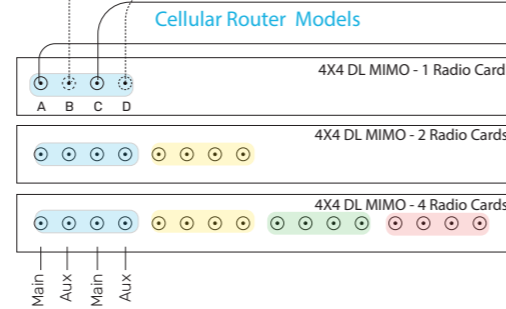 Cellular Router Models
4X4 DL MIMO - 1 Radio Card
A B C D
4X4 DL MIMO - 2 Radio Cards
4X4 DL MIMO - 4 Radio Cards
Main
Aux
Main
Aux